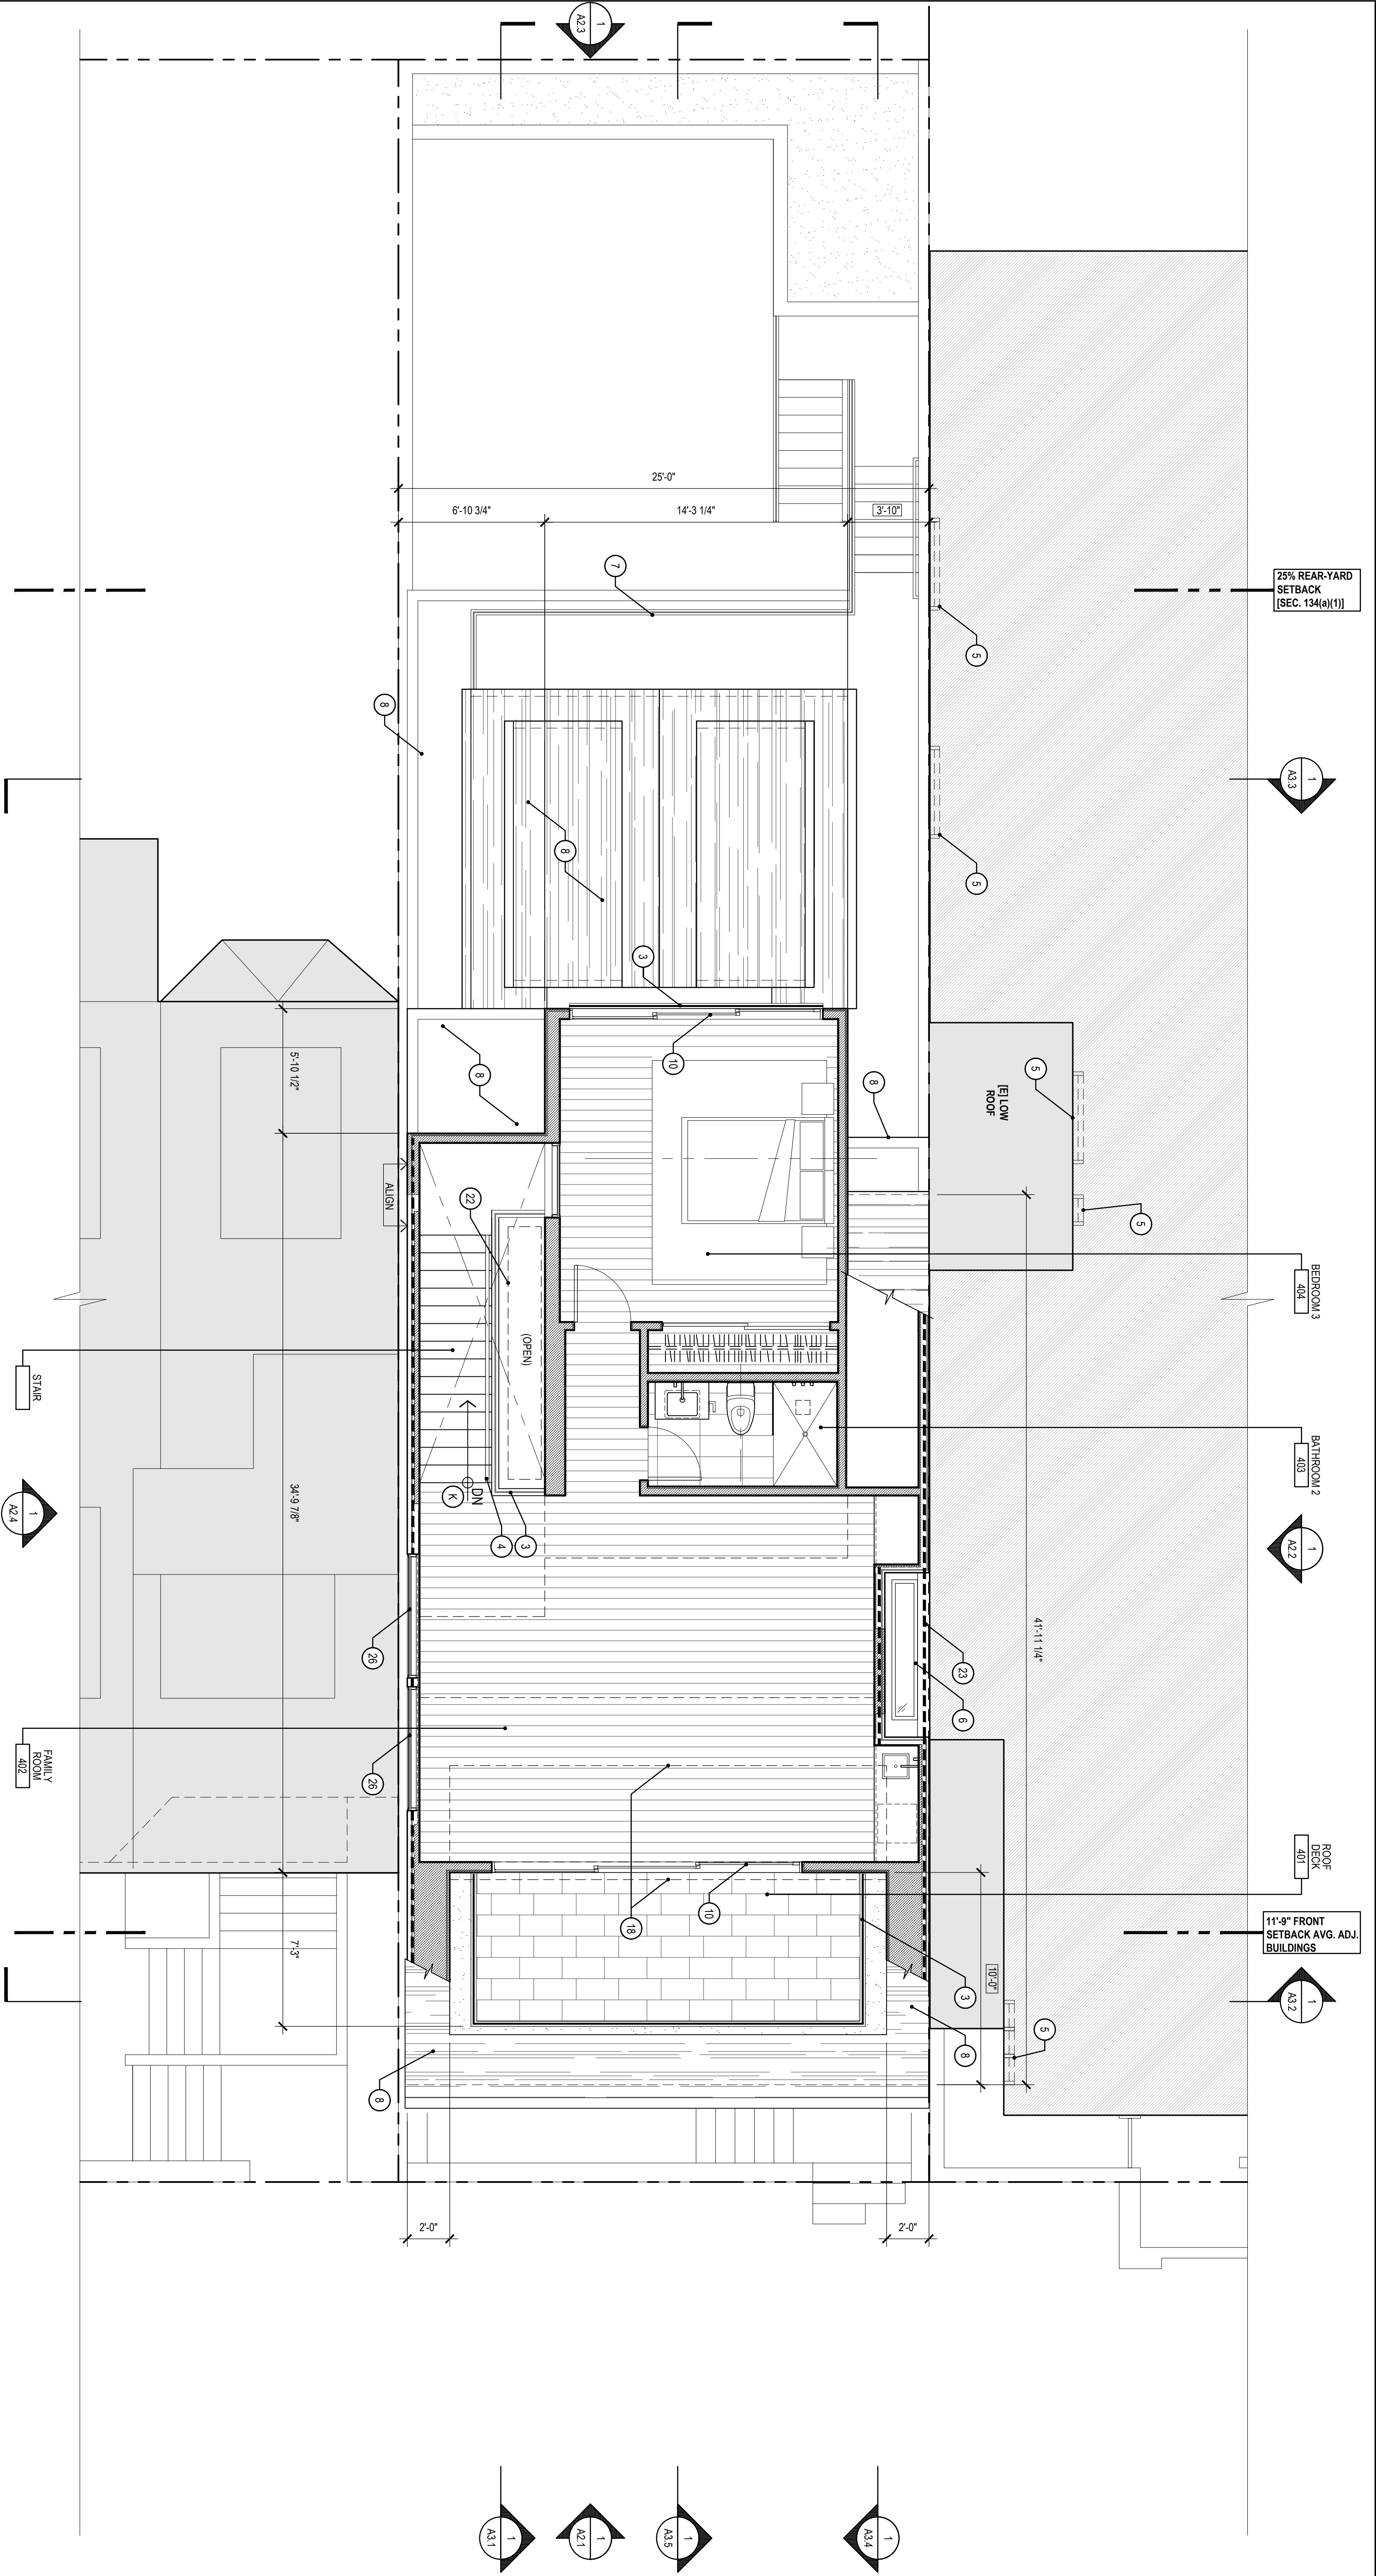 1
A2.3
25'-0"
6'-10 3/4"
14'-3 1/4"
3'-10"
25% REAR-YARD
SETBACK
[SEC. 134(a)(1)]
7
5
8
1
A3.3
5
8
3
10
5
[E] LOW
ROOF
8
8
5'-10 1/2"
ALIGN
22
5
BEDROOM 3
404
(OPEN)
STAIR
BATHROOM 2
403
DN
K
4
3
34'-9 7/8"
1
A2.4
1
A2.2
41'-11 1/4"
26
23
6
FAMILY
ROOM
402
26
ROOF
DECK
401
18
10
11'-9" FRONT
SETBACK AVG. ADJ.
BUILDINGS
7'-3"
10'-0"
3
1
A3.2
5
8
8
2'-0"
2'-0"
1
A3.1
1
A2.1
1
A3.5
1
A3.4